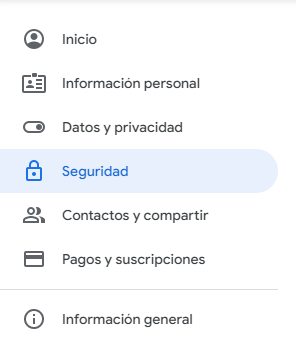 Inicio
Información personal
Datos y privacidad
Seguridad
Contactos y compartir
Pagos y suscripciones
Información general